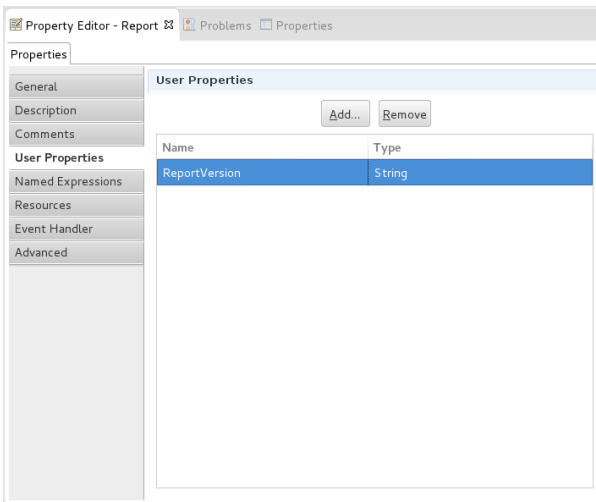 Property Editor - Report Problems Properties
Properties
General
Description
Comments
User Properties
Named Expressions
Resources
Event Handler
Advanced
User Properties
Add... Remove
Name Type
ReportVersion String